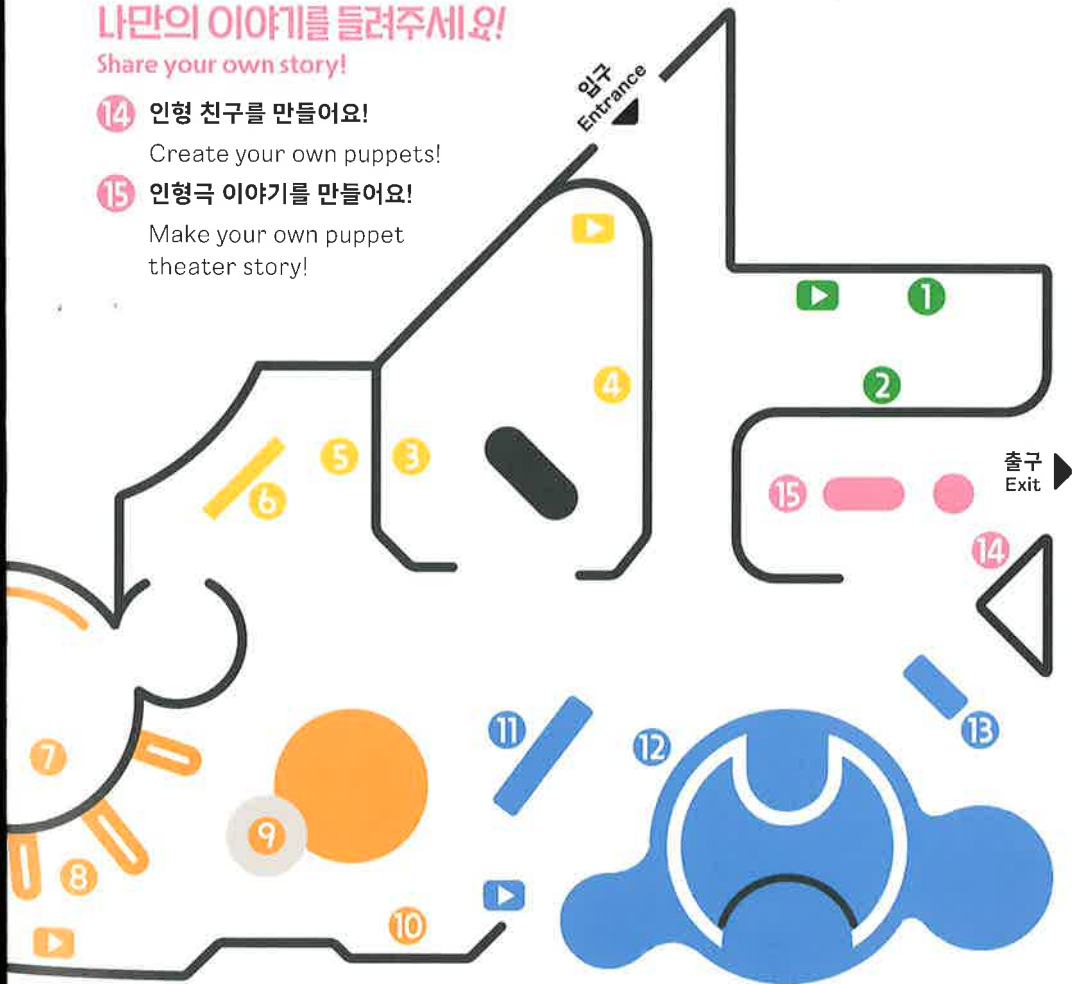 나만의 이야기를 들려주세요!
Share your own story!
14 인형 친구를 만들어요!
Create your own puppets!
15 인형극 이야기를 만들어요!
Make your own puppet
theater story!
입구
Entrance
1
2
4
5
3
6
15
출구
Exit
14
11
12
13
7
9
8
10